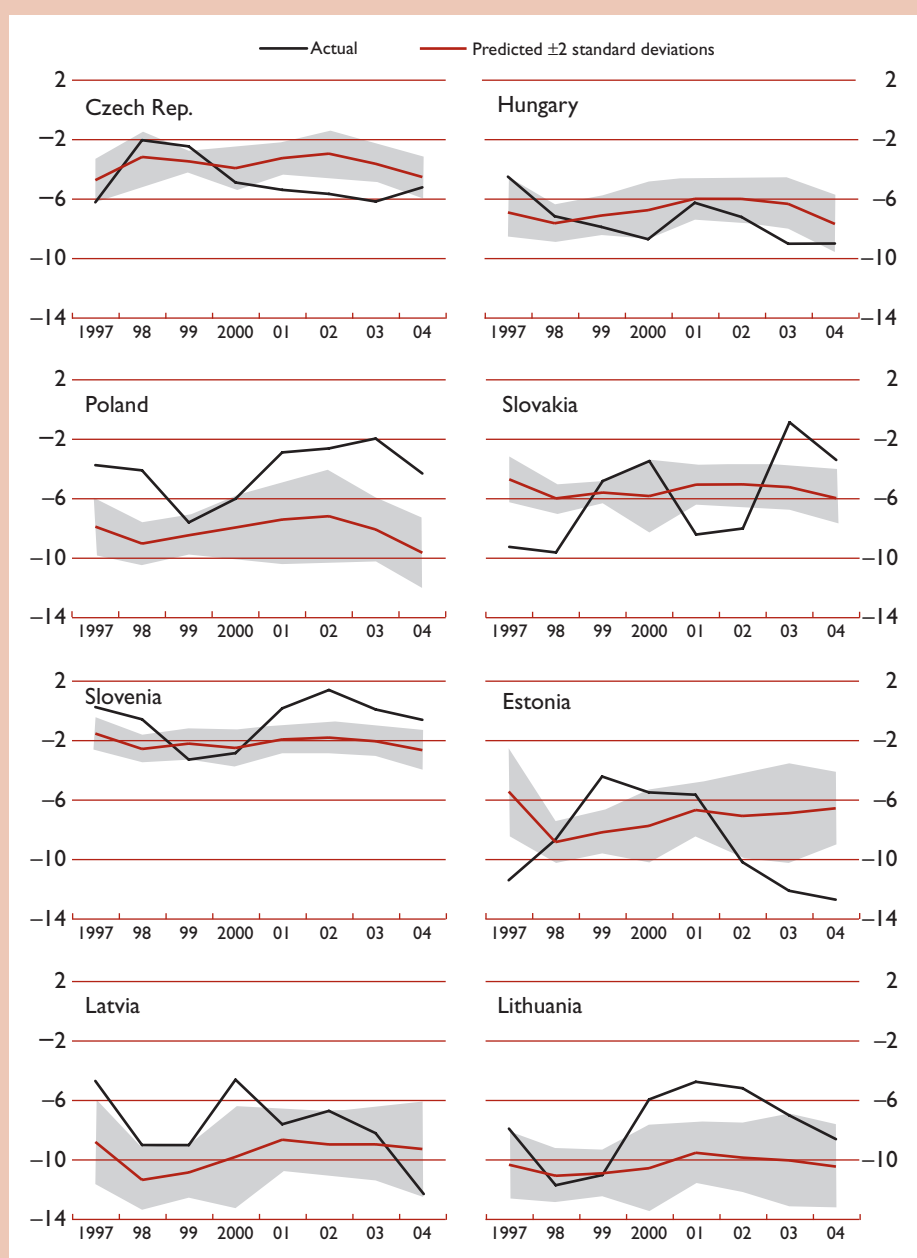 Actual Predicted ±2 standard deviations
2 2
Czech Rep. Hungary
–2 –2
–6 –6
–10 –10
–14 –14
1997 98 99 2000 01 02 03 04 1997 98 99 2000 01 02 03 04
2 2
Poland Slovakia
–2 –2
–6 –6
–10 –10
–14 –14
1997 98 99 2000 01 02 03 04 1997 98 99 2000 01 02 03 04
2 2
Slovenia Estonia
–2 –2
–6 –6
–10 –10
–14 –14
1997 98 99 2000 01 02 03 04 1997 98 99 2000 01 02 03 04
2 2
Latvia Lithuania
–2 –2
–6 –6
–10 –10
–14 –14
1997 98 99 2000 01 02 03 04 1997 98 99 2000 01 02 03 04